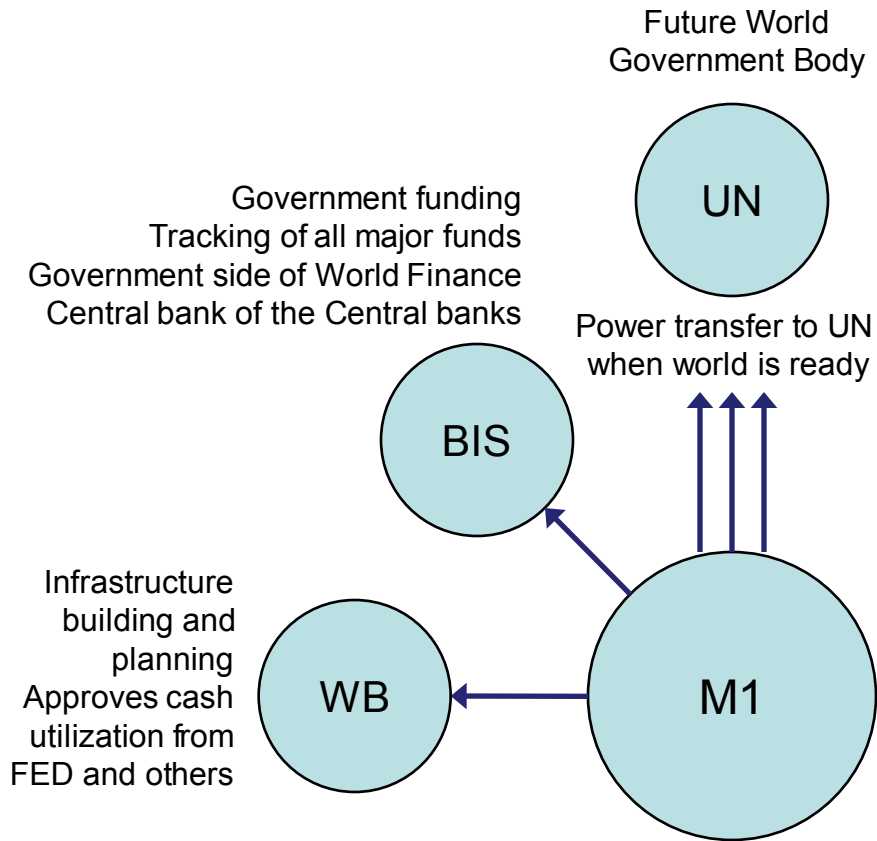 Future World
Government Body
UN
Government funding
Tracking of all major funds
Government side of World Finance
Central bank of the Central banks
Power transfer to UN
when world is ready
BIS
Infrastructure
building and
planning
Approves cash
utilization from
FED and others
WB
M1